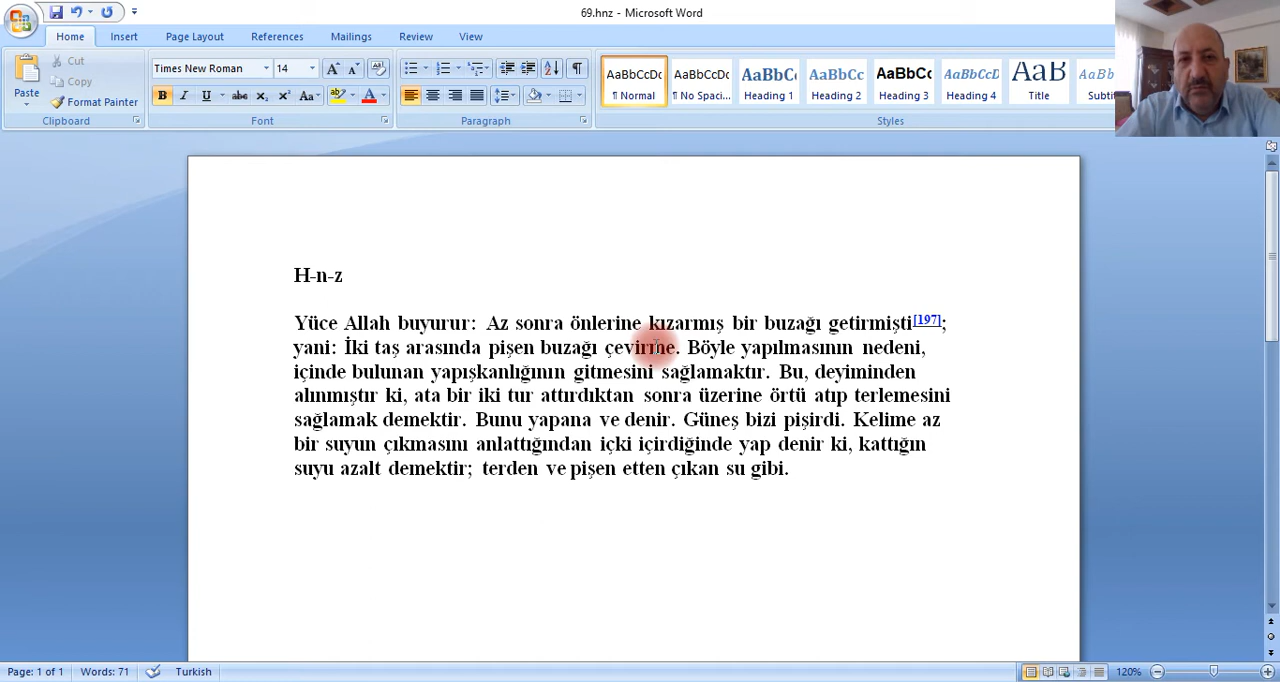 69.hnz - Microsoft Word
Home Insert Page Layout References Mailings Review View
Paste
Cut
Copy
Format Painter
Clipboard
Times New Roman 14
B I U abc X₂ X² Aa
Font
Paragraph
AaBbCcDc AaBbCcDc AaBbCc AaBbCc AaBbCc AaBbCcD AaB AaBb
¶ Normal ¶ No Spaci... Heading 1 Heading 2 Heading 3 Heading 4 Title Subti
Styles
H-n-z
Yüce Allah buyurur: Az sonra önlerine kızarmış bir buzağı getirmişti[197];
yani: İki taş arasında pişen buzağı çevirme. Böyle yapılmasının nedeni,
içinde bulunan yapışkanlığının gitmesini sağlamaktır. Bu, deyiminden
alınmıştır ki, ata bir iki tur attırdıktan sonra üzerine örtü atıp terlemesini
sağlamak demektir. Bunu yapana ve denir. Güneş bizi pişirdi. Kelime az
bir suyun çıkmasını anlattığından içki içirdiğinde yap denir ki, kattığın
suyu azalt demektir; terden ve pişen etten çıkan su gibi.
Page: 1 of 1 Words: 71 Turkish 120%